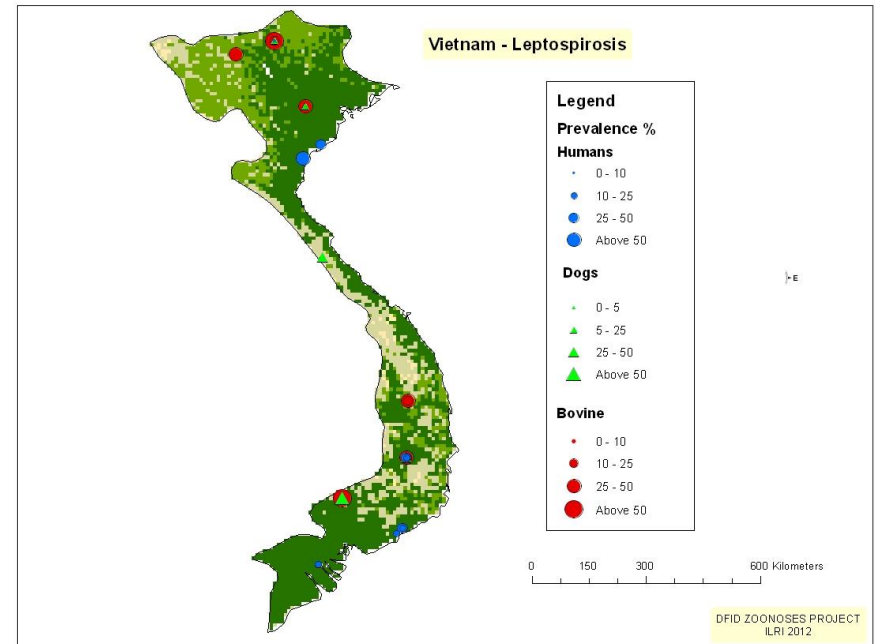 Vietnam - Leptospirosis
Legend
Prevalence %
Humans
0 - 10
10 - 25
25 - 50
Above 50
Dogs
0 - 5
5 - 25
25 - 50
Above 50
Bovine
0 - 10
10 - 25
25 - 50
Above 50
E
0 150 300 600 Kilometers
DFID ZOONOSES PROJECT
ILRI 2012